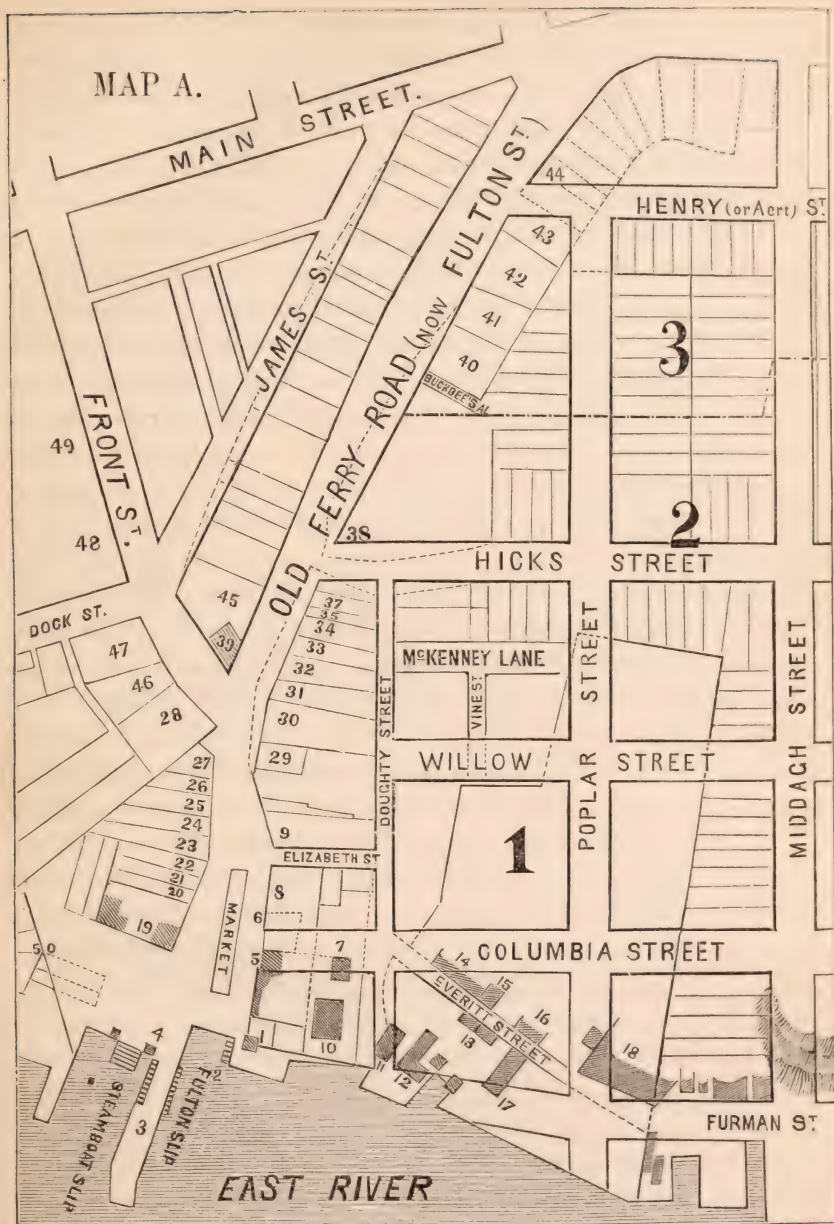 MAP A.
MAIN STREET.
OLD FERRY ROAD (NOW FULTON ST)
44
HENRY (or Aert) ST
43
42
41
40
BUCKBEE'S AL
3
JAMES ST
FRONT ST.
49
48
38
2
HICKS STREET
45
39
DOCK ST.
47
46
28
37
35
34
33
32
31
30
29
9
DOUGHTY STREET
McKENNEY LANE
VINE ST
POPLAR STREET
MIDDAGH STREET
WILLOW STREET
27
26
25
24
23
22
21
20
19
1
ELIZABETH ST
MARKET
8
6
5
7
10
1
COLUMBIA STREET
50
14
15
EVERITT STREET
16
13
18
11
12
17
4
2
3
STEAMBOAT SLIP
FULTON SLIP
FURMAN ST.
EAST RIVER